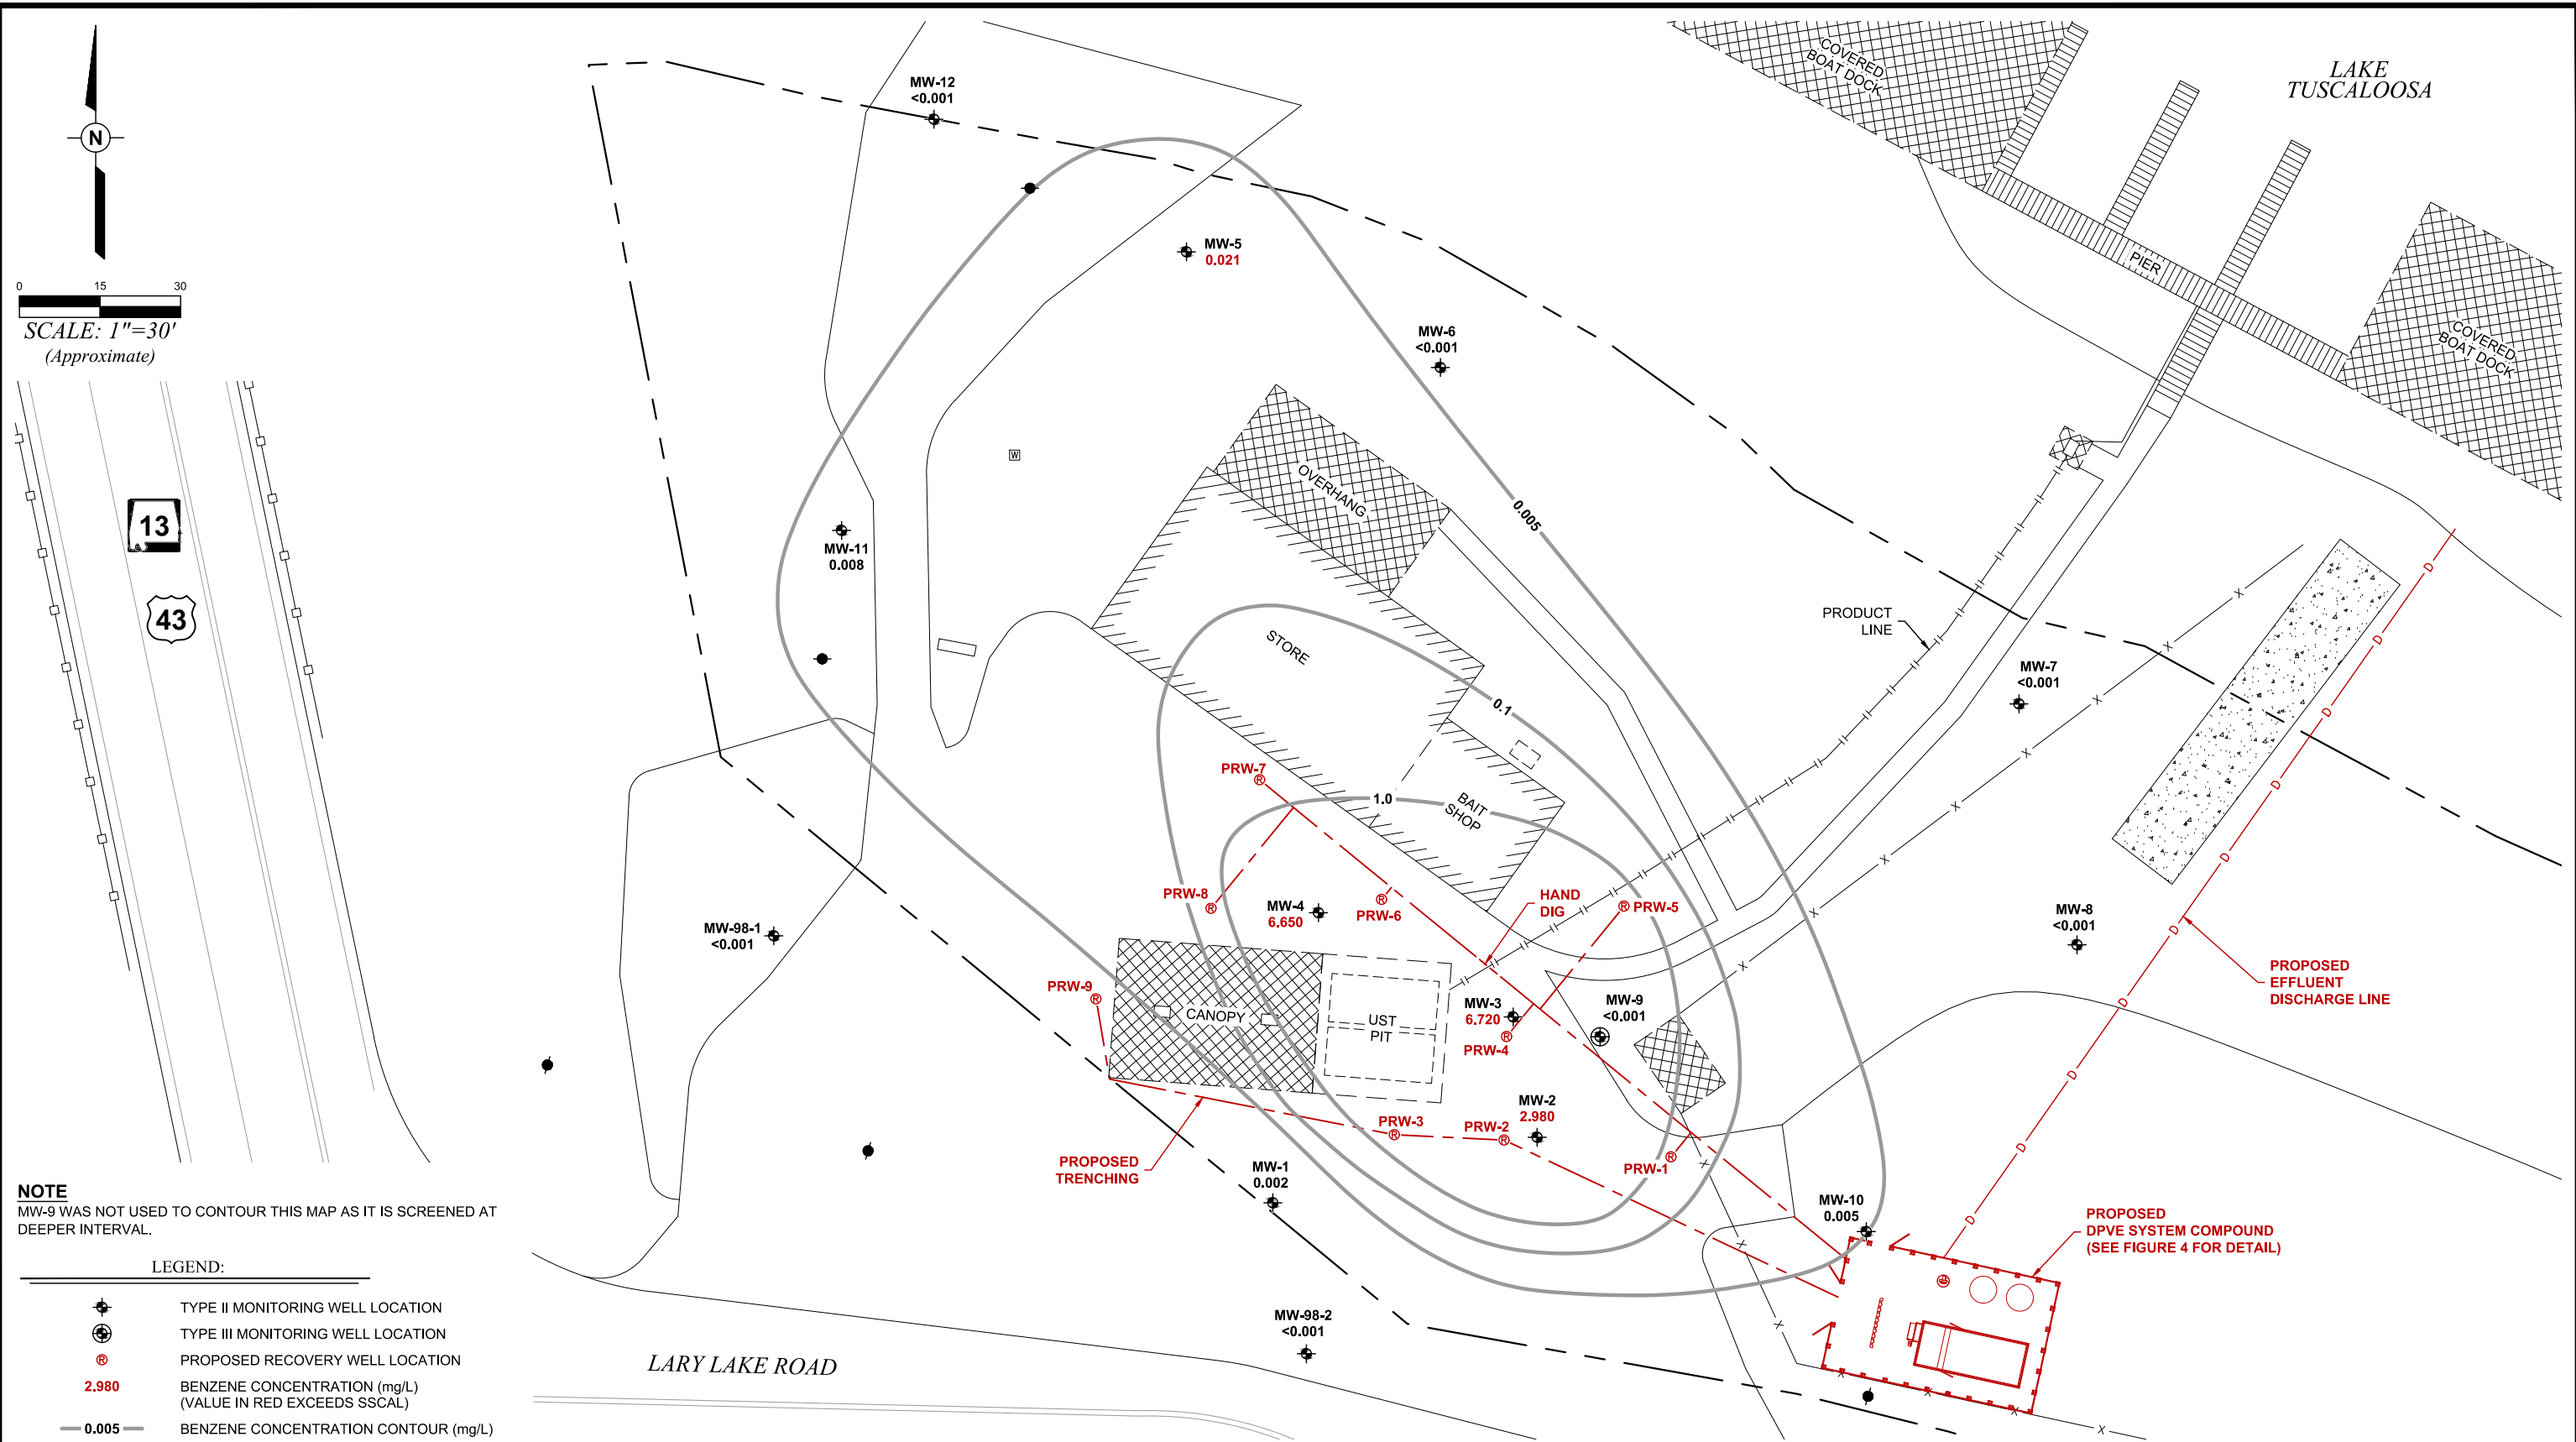 N
0 15 30
SCALE: 1"=30'
(Approximate)
13
43
NOTE
MW-9 WAS NOT USED TO CONTOUR THIS MAP AS IT IS SCREENED AT
DEEPER INTERVAL.
LEGEND:
TYPE II MONITORING WELL LOCATION
TYPE III MONITORING WELL LOCATION
R
PROPOSED RECOVERY WELL LOCATION
2.980
BENZENE CONCENTRATION (mg/L)
(VALUE IN RED EXCEEDS SSCAL)
0.005
BENZENE CONCENTRATION CONTOUR (mg/L)
MW-12
<0.001
MW-5
0.021
MW-6
<0.001
COVERED
BOAT DOCK
LAKE
TUSCALOOSA
PIER
COVERED
BOAT DOCK
W
OVERHANG
0.005
MW-11
0.008
STORE
PRODUCT
LINE
MW-7
<0.001
0.1
PRW-7
1.0
BAIT
SHOP
PRW-8
MW-4
6.650
PRW-6
HAND
DIG
PRW-5
MW-8
<0.001
MW-98-1
<0.001
PROPOSED
EFFLUENT
DISCHARGE LINE
PRW-9
CANOPY
UST
PIT
MW-3
6.720
PRW-4
MW-9
<0.001
MW-2
2.980
PRW-3
PRW-2
PRW-1
PROPOSED
TRENCHING
MW-1
0.002
MW-10
0.005
PROPOSED
DPVE SYSTEM COMPOUND
(SEE FIGURE 4 FOR DETAIL)
MW-98-2
<0.001
LARY LAKE ROAD